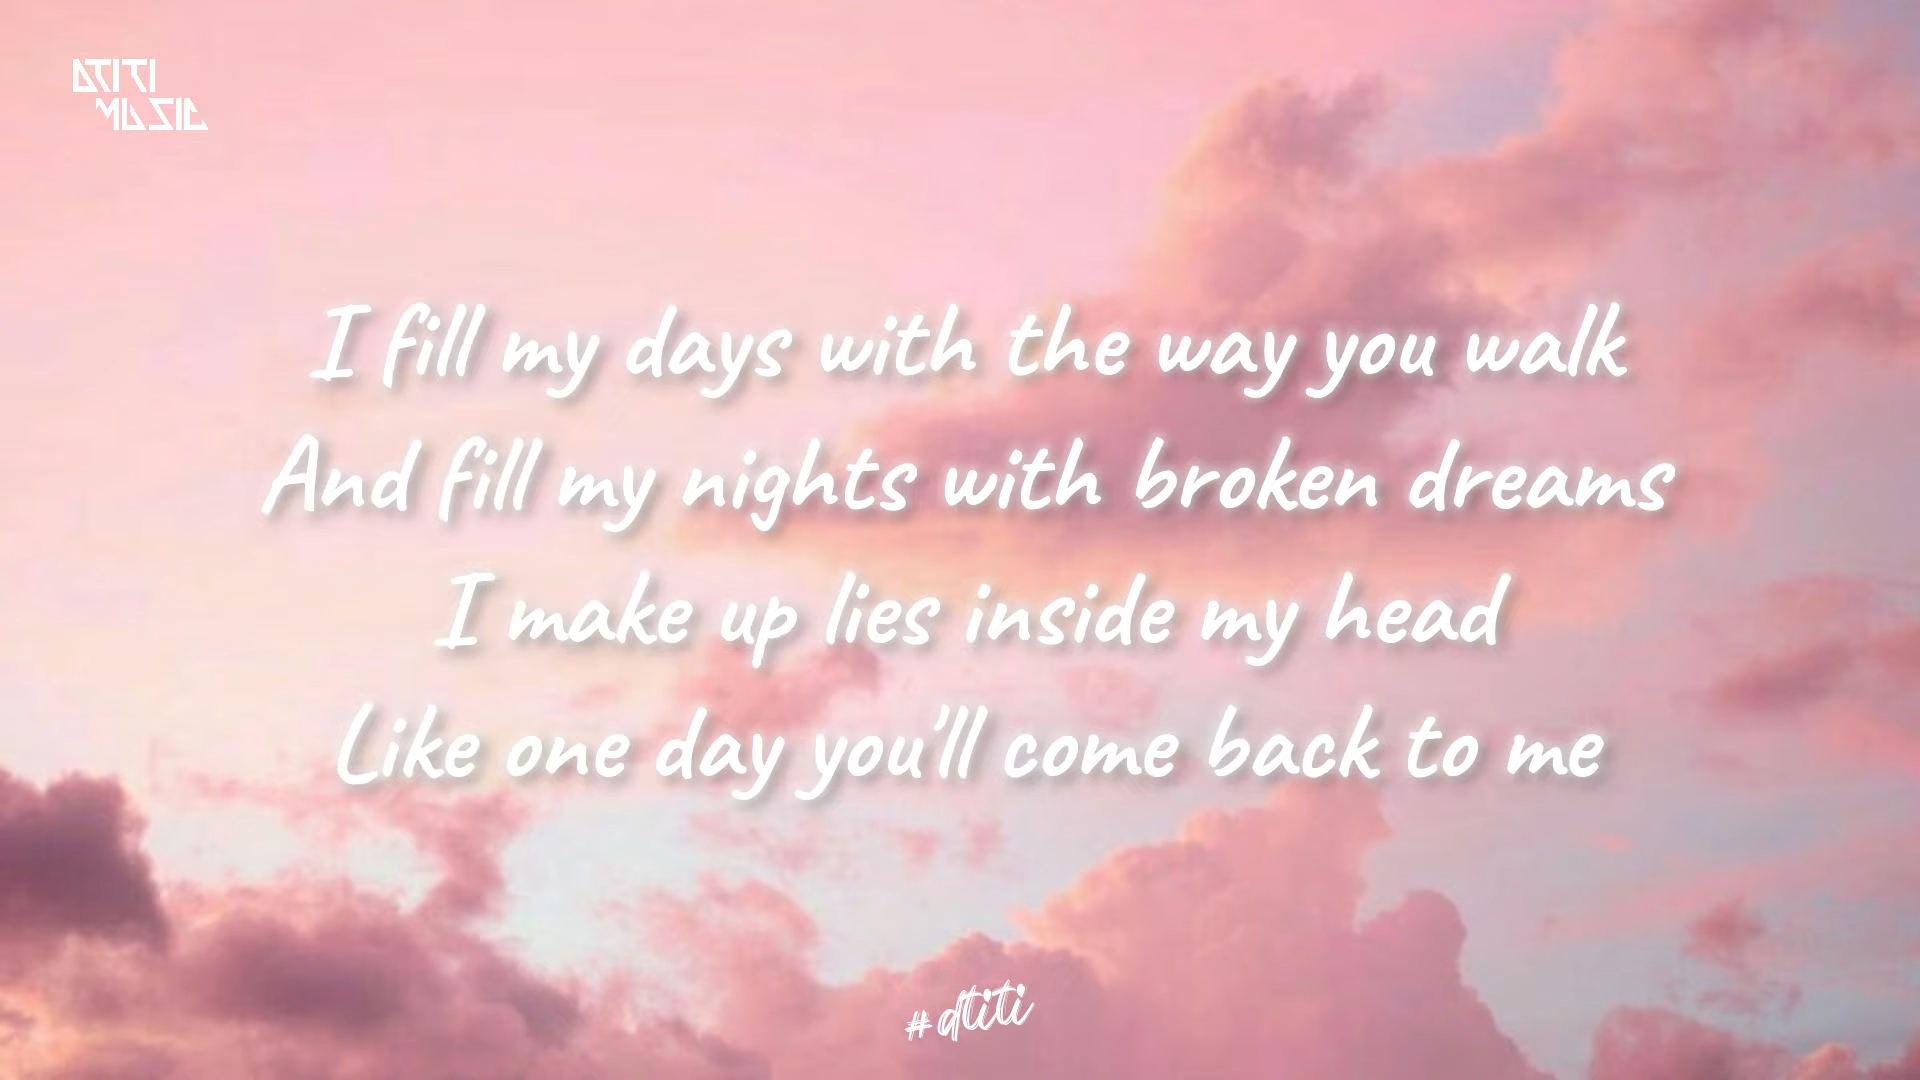 DTITI
MUSIC
I fill my days with the way you walk
And fill my nights with broken dreams
I make up lies inside my head
Like one day you'll come back to me
#dtiti